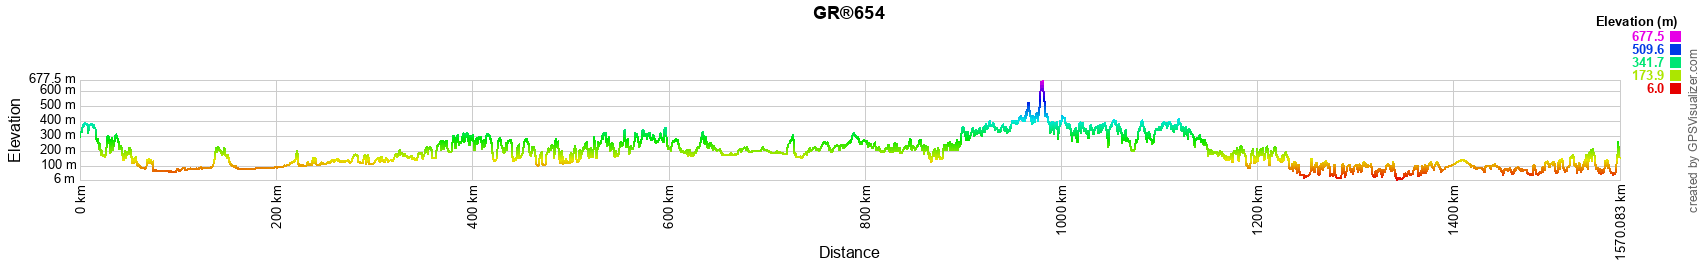 GR®654
Elevation (m)
677.5
509.6
341.7
173.9
6.0
677.5 m
600 m
500 m
400 m
300 m
200 m
100 m
6 m
Elevation
0 km
200 km
400 km
600 km
800 km
1000 km
1200 km
1400 km
1570.083 km
Distance
created by GPSVisualizer.com